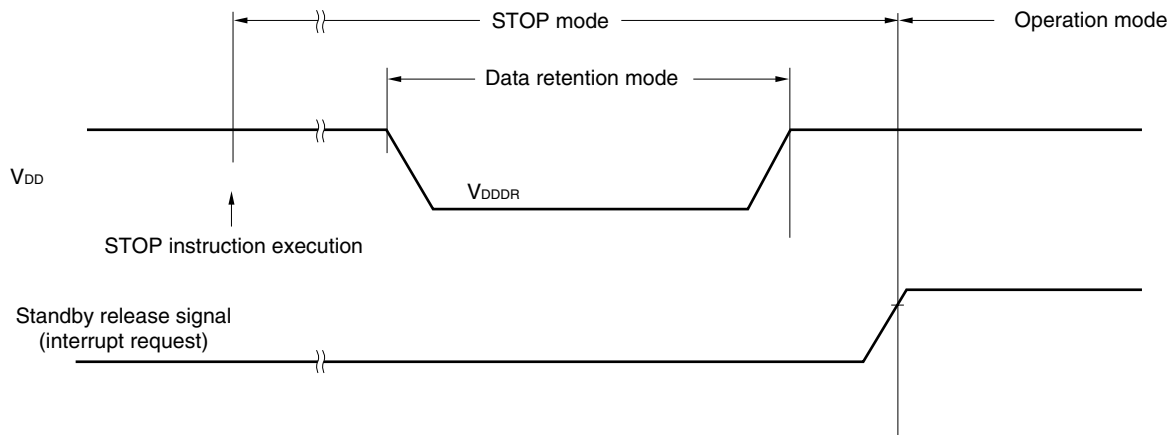 STOP mode
Operation mode
Data retention mode
VDD
VDDDR
STOP instruction execution
Standby release signal
(interrupt request)